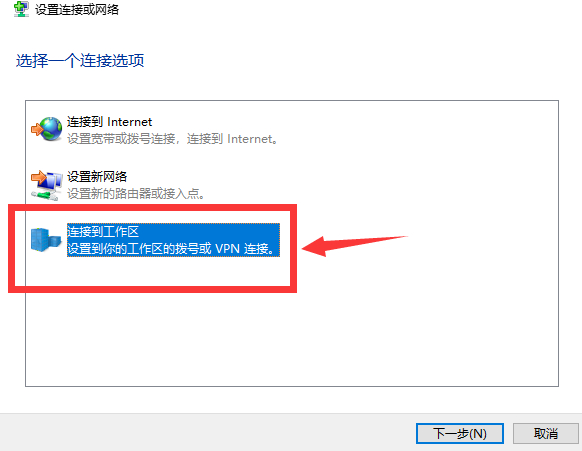 设置连接或网络
选择一个连接选项
连接到 Internet
设置宽带或拨号连接，连接到 Internet。
设置新网络
设置新的路由器或接入点。
连接到工作区
设置到你的工作区的拨号或 VPN 连接。
下一步(N)
取消